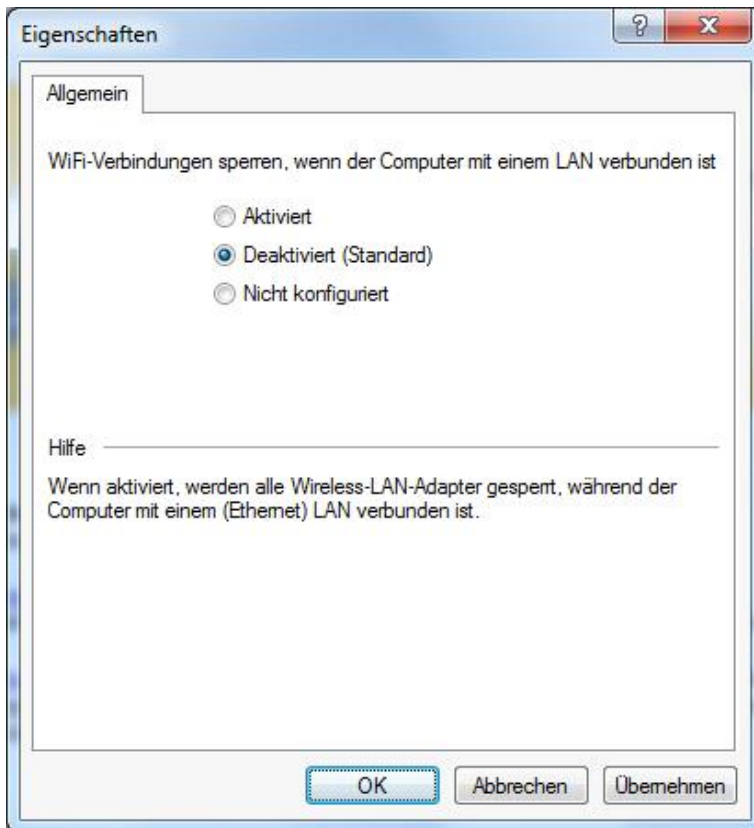 Eigenschaften
?
X
Allgemein
WiFi-Verbindungen sperren, wenn der Computer mit einem LAN verbunden ist
Aktiviert
Deaktiviert (Standard)
Nicht konfiguriert
Hilfe
Wenn aktiviert, werden alle Wireless-LAN-Adapter gesperrt, während der
Computer mit einem (Ethernet) LAN verbunden ist.
OK Abbrechen Übernehmen